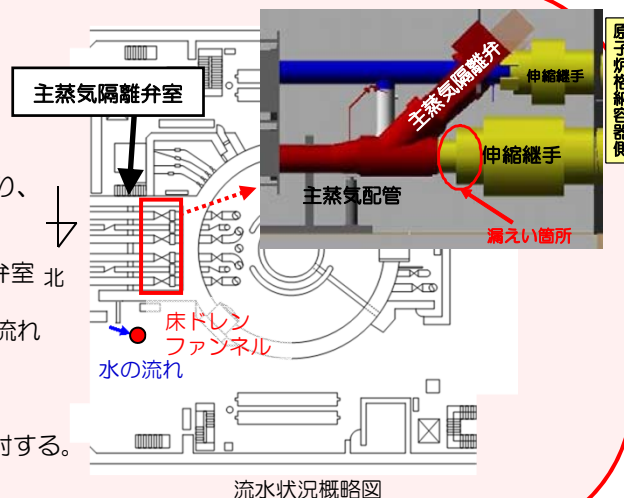 主蒸気隔離弁室
り、
弁室
流れ
対する。
北
床ドレン
ファンネル
水の流れ
流水状況概略図
主蒸気隔離弁
伸縮継手
伸縮継手
主蒸気配管
漏えい箇所
原子炉格納容器側